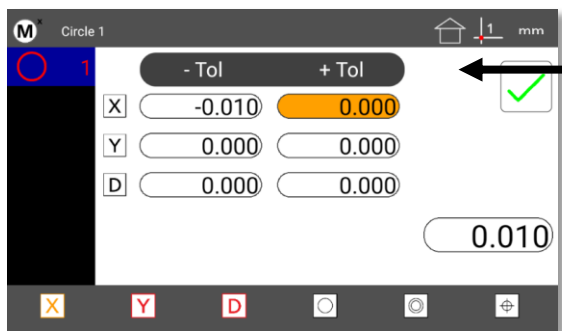 M x Circle 1 1 mm
1 - Tol + Tol
X -0.010 0.000
Y 0.000 0.000
D 0.000 0.000
0.010
X Y D